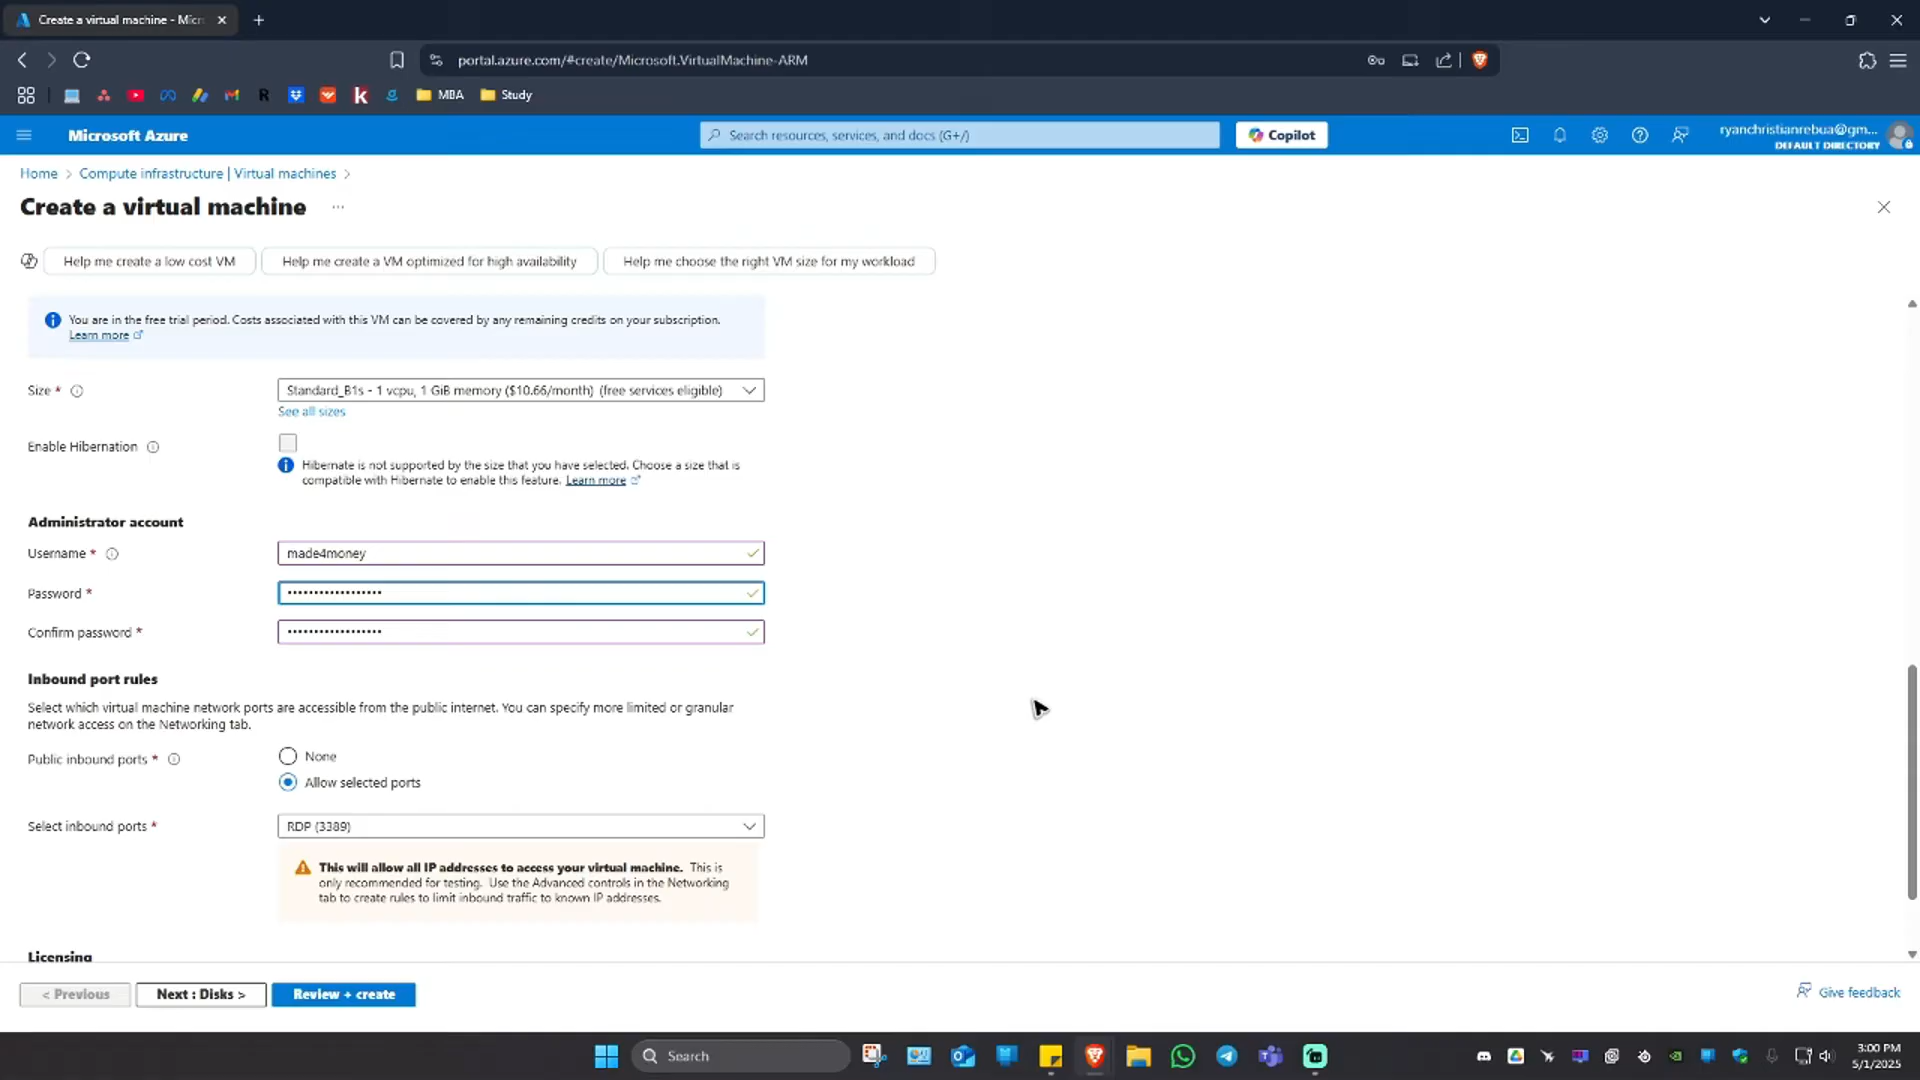 Create a virtual machine - Micr
portal.azure.com/#create/Microsoft.VirtualMachine-ARM
MBA
Study
Microsoft Azure
Search resources, services, and docs (G+/)
Copilot
ryanchristianrebua@gm...
DEFAULT DIRECTORY
Home > Compute infrastructure | Virtual machines >
Create a virtual machine ...
Help me create a low cost VM
Help me create a VM optimized for high availability
Help me choose the right VM size for my workload
You are in the free trial period. Costs associated with this VM can be covered by any remaining credits on your subscription.
Learn more
Size *
Standard_B1s - 1 vcpu, 1 GiB memory ($10.66/month) (free services eligible)
See all sizes
Enable Hibernation
Hibernate is not supported by the size that you have selected. Choose a size that is
compatible with Hibernate to enable this feature. Learn more
Administrator account
Username *
made4money
Password *
••••••••••••••••••
Confirm password *
••••••••••••••••••
Inbound port rules
Select which virtual machine network ports are accessible from the public internet. You can specify more limited or granular
network access on the Networking tab.
Public inbound ports *
None
Allow selected ports
Select inbound ports *
RDP (3389)
This will allow all IP addresses to access your virtual machine. This is
only recommended for testing. Use the Advanced controls in the Networking
tab to create rules to limit inbound traffic to known IP addresses.
Licensing
< Previous
Next : Disks >
Review + create
Give feedback
Search
3:00 PM
5/1/2025